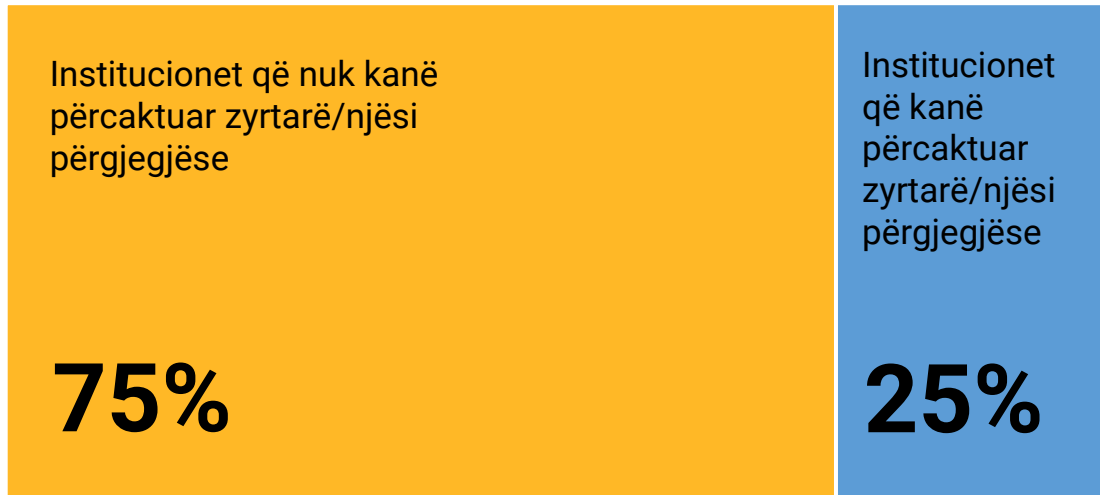 Institucionet që nuk kanë
përcaktuar zyrtarë/njësi
përgjegjëse
75%
Institucionet
që kanë
përcaktuar
zyrtarë/njësi
përgjegjëse
25%